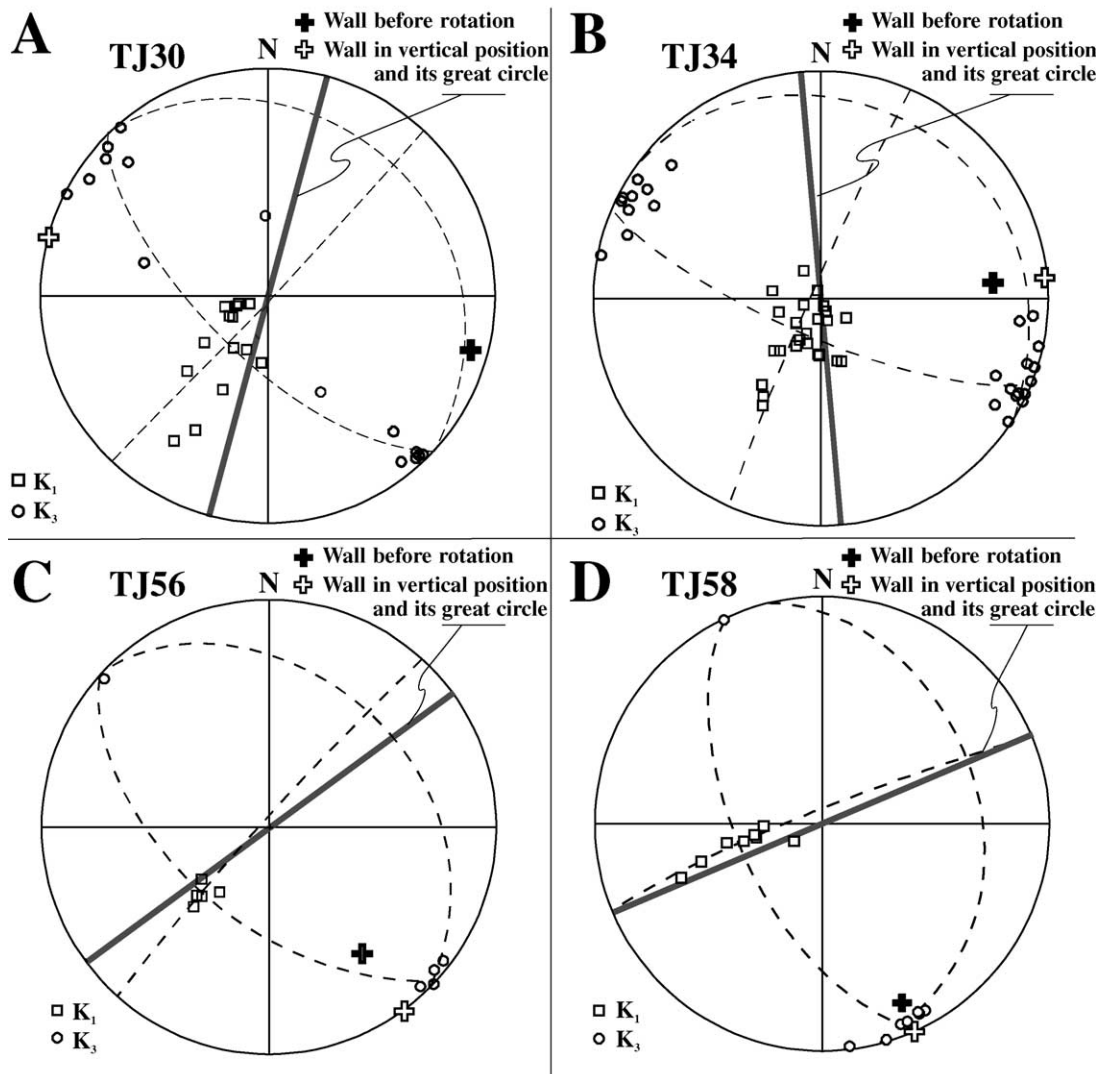 A
TJ30
N
Wall before rotation
Wall in vertical position
and its great circle
K₁
K₃
B
TJ34
N
Wall before rotation
Wall in vertical position
and its great circle
K₁
K₃
C
TJ56
N
Wall before rotation
Wall in vertical position
and its great circle
K₁
K₃
D
TJ58
N
Wall before rotation
Wall in vertical position
and its great circle
K₁
K₃